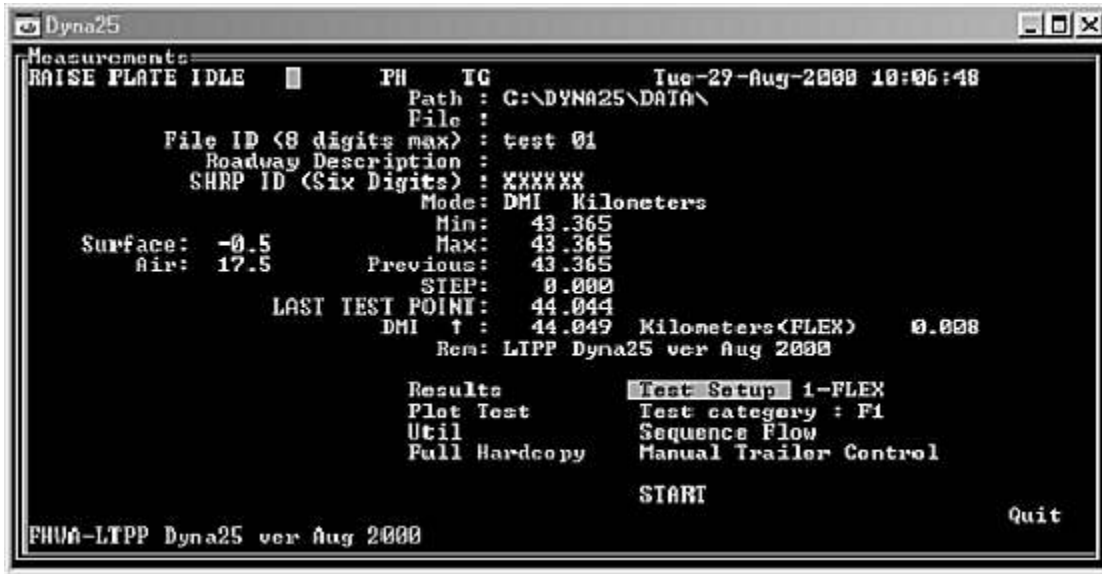 Dyna25
Measurements
RAISE PLATE IDLE PH TG Tue-29-Aug-2000 10:06:48
Path : C:\DYNA25\DATA\
File :
File ID (8 digits max) : test 01
Roadway Description :
SHRP ID (Six Digits) : XXXXXX
Mode: DMI Kilometers
Min: 43.365
Surface: -0.5 Max: 43.365
Air: 17.5 Previous: 43.365
STEP: 0.000
LAST TEST POINT: 44.044
DMI ↑ : 44.049 Kilometers(FLEX) 0.008
Rem: LTPP Dyna25 ver Aug 2000
Results Test Setup 1-FLEX
Plot Test Test category : F1
Util Sequence Flow
Full Hardcopy Manual Trailer Control
START
Quit
FHWA-LTPP Dyna25 ver Aug 2000